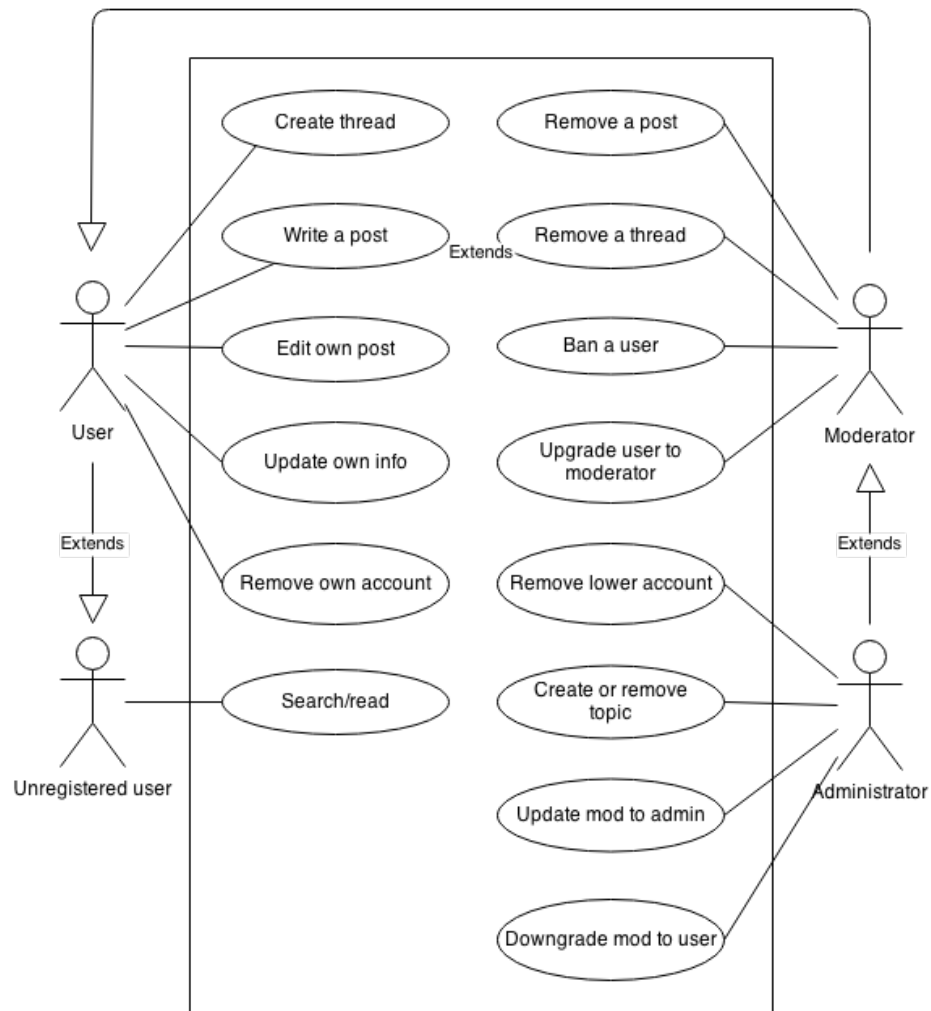 Create thread
Remove a post
Write a post
Extends
Remove a thread
Edit own post
Ban a user
User
Moderator
Update own info
Upgrade user to
moderator
Extends
Extends
Remove own account
Remove lower account
Search/read
Create or remove
topic
Unregistered user
Administrator
Update mod to admin
Downgrade mod to user